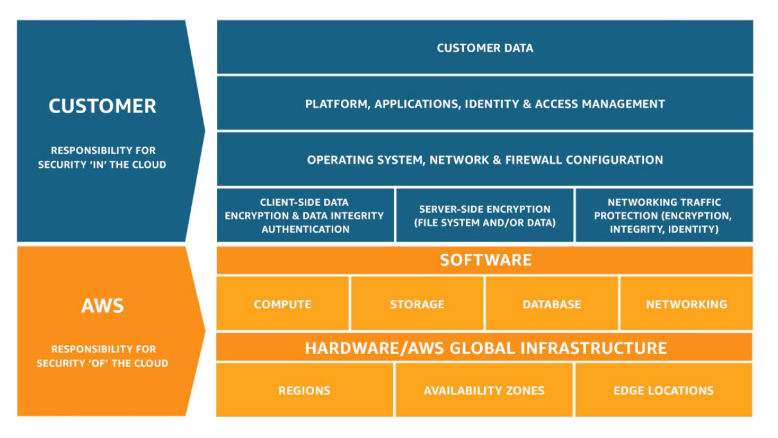 CUSTOMER
RESPONSIBILITY FOR
SECURITY ‘IN’ THE CLOUD
CUSTOMER DATA
PLATFORM, APPLICATIONS, IDENTITY & ACCESS MANAGEMENT
OPERATING SYSTEM, NETWORK & FIREWALL CONFIGURATION
CLIENT-SIDE DATA
ENCRYPTION & DATA INTEGRITY
AUTHENTICATION
SERVER-SIDE ENCRYPTION
(FILE SYSTEM AND/OR DATA)
NETWORKING TRAFFIC
PROTECTION (ENCRYPTION,
INTEGRITY, IDENTITY)
AWS
RESPONSIBILITY FOR
SECURITY ‘OF’ THE CLOUD
SOFTWARE
COMPUTE
STORAGE
DATABASE
NETWORKING
HARDWARE/AWS GLOBAL INFRASTRUCTURE
REGIONS
AVAILABILITY ZONES
EDGE LOCATIONS